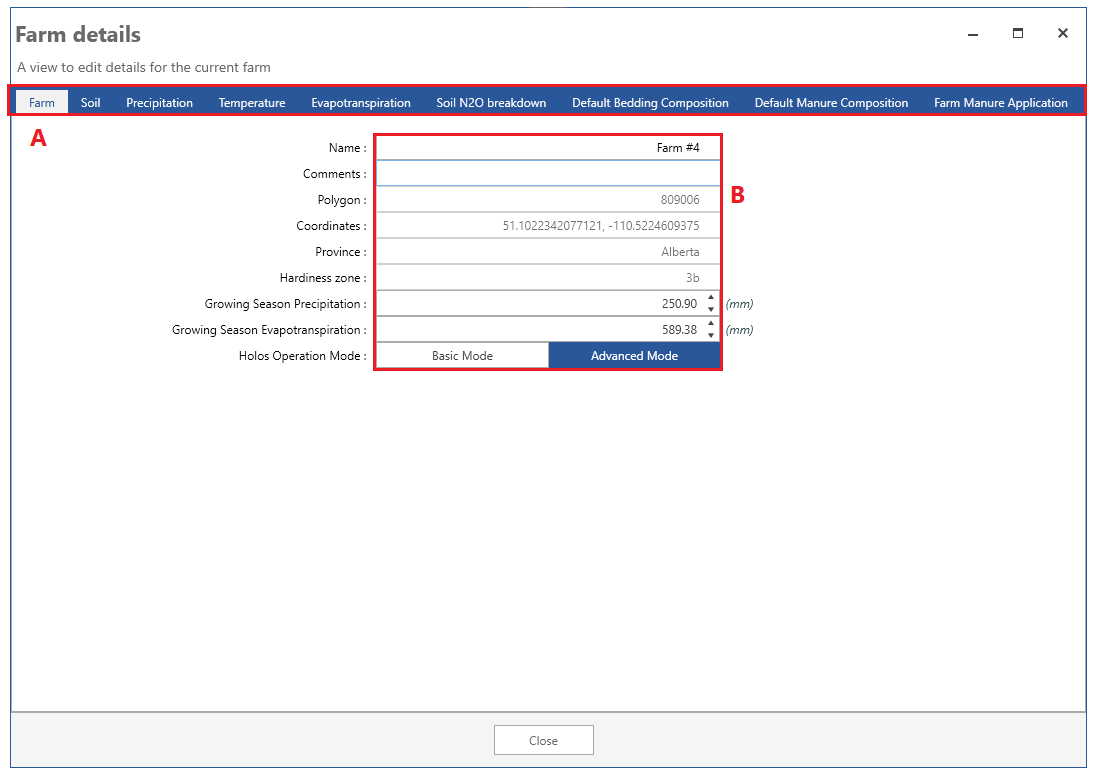 Farm details
A view to edit details for the current farm
Farm Soil Precipitation Temperature Evapotranspiration Soil N2O breakdown Default Bedding Composition Default Manure Composition Farm Manure Application
A
Name : Farm #4
Comments :
B
Polygon : 809006
Coordinates : 51.1022342077121, -110.5224609375
Province : Alberta
Hardiness zone : 3b
Growing Season Precipitation : 250.90 (mm)
Growing Season Evapotranspiration : 589.38 (mm)
Holos Operation Mode : Basic Mode Advanced Mode
Close